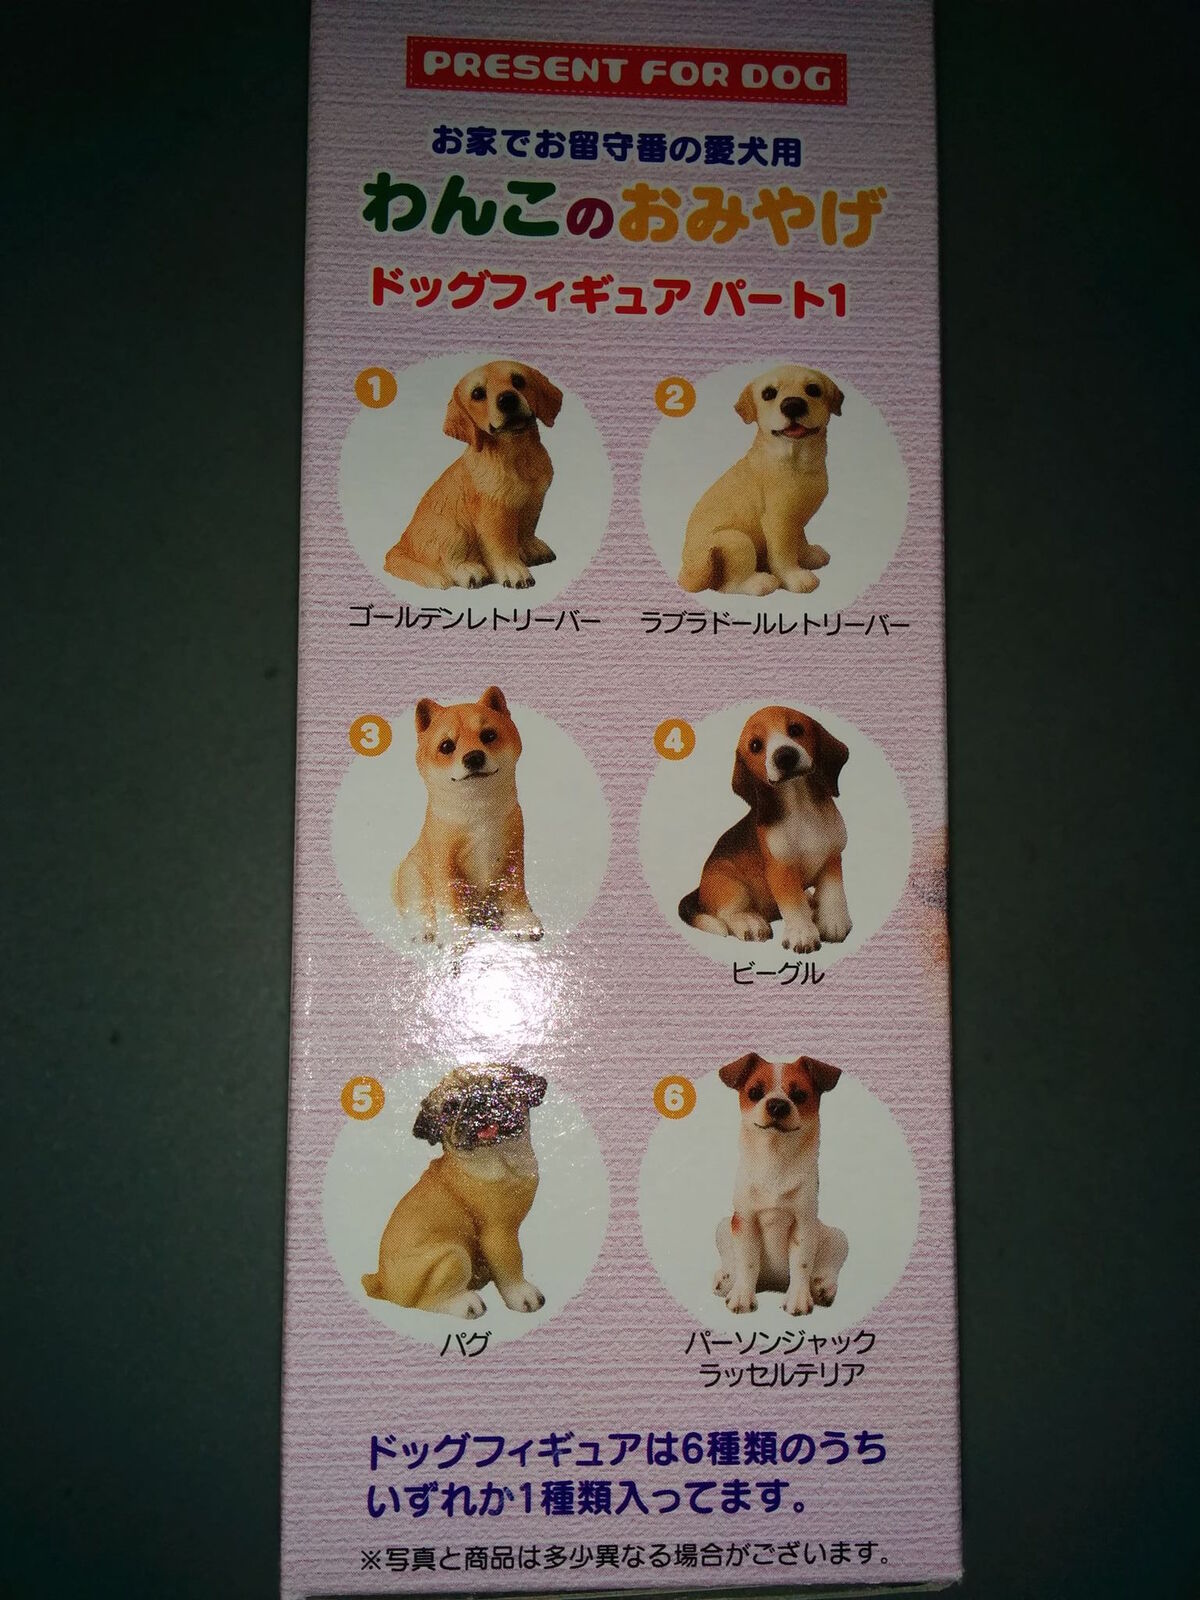 PRESENT FOR DOG
お家でお留守番の愛犬用
わんこのおみやげ
ドッグフィギュア パート1
1
2
ゴールデンレトリーバー
ラブラドールレトリーバー
3
4
ビーグル
5
6
パグ
パーソンジャック
ラッセルテリア
ドッグフィギュアは6種類のうち
いずれか1種類入ってます。
※写真と商品は多少異なる場合がございます。